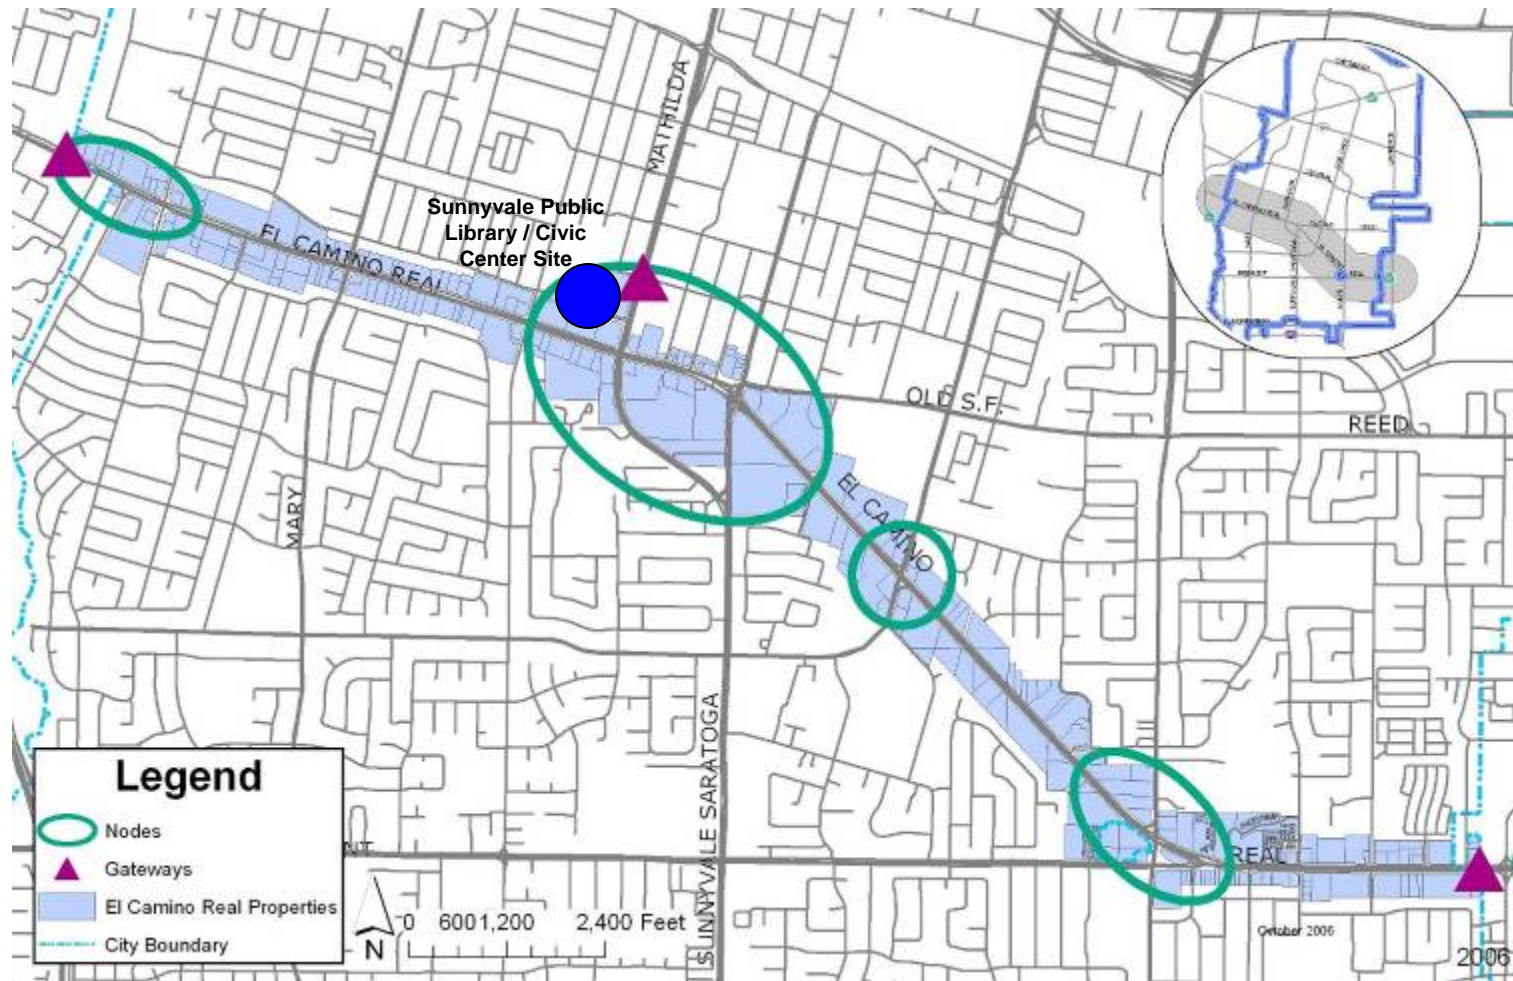 MATHILDA
Sunnyvale Public
Library / Civic
Center Site
EL CAMINO REAL
OLD S.F.
REED
EL CAMINO
MARY
SUNNYVALE SARATOGA
REAL
NT
Legend
Nodes
Gateways
El Camino Real Properties
City Boundary
0 600 1,200 2,400 Feet
N
October 2006
2006